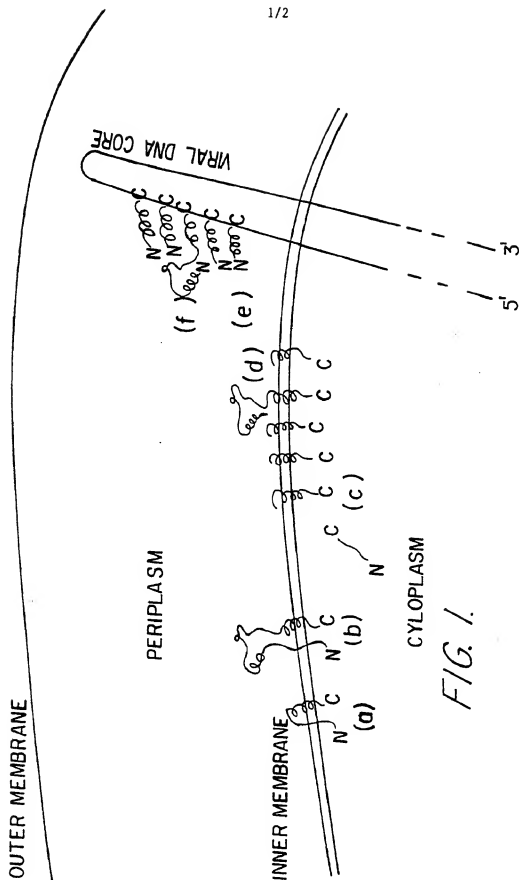 1/2
OUTER MEMBRANE
PERIPLASM
INNER MEMBRANE
VIRAL DNA CORE
N C
N C
N C
N C
N C
(f)
(e)
(d)
C
C
C
C
C
(c)
C
N
N C
(b)
N C
(a)
CYLOPLASM
5'
3'
FIG. 1.